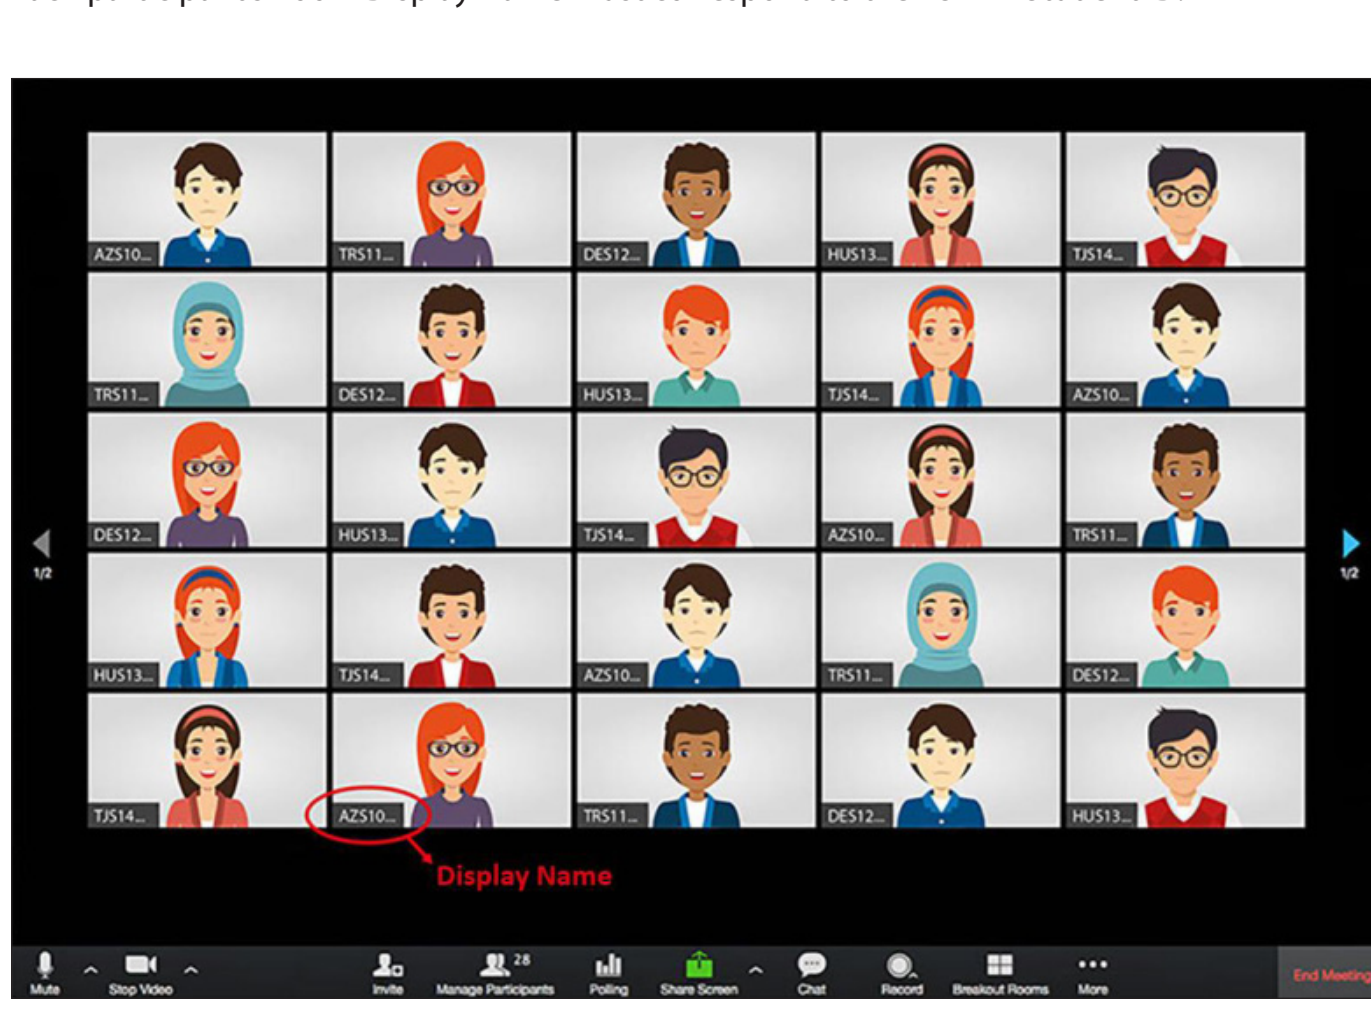 AZS10... TRS11... DES12... HUS13... TJS14...
TRS11... DES12... HUS13... TJS14... AZS10...
DES12... HUS13... TJS14... AZS10... TRS11...
1/2 1/2
HUS13... TJS14... AZS10... TRS11... DES12...
TJS14... AZS10... TRS11... DES12... HUS13...
Display Name
28
Mute Stop Video Invite Manage Participants Polling Share Screen Chat Record Breakout Rooms More End Meeting